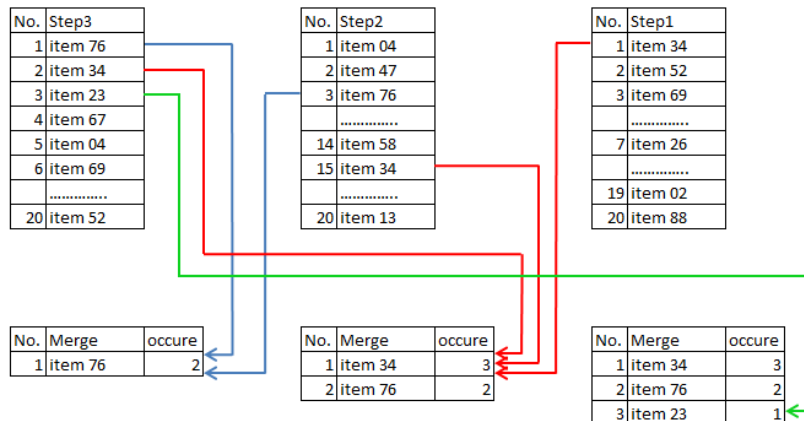 No. Step3
1 item 76
2 item 34
3 item 23
4 item 67
5 item 04
6 item 69
…………..
20 item 52
No. Step2
1 item 04
2 item 47
3 item 76
…………..
14 item 58
15 item 34
…………..
20 item 13
No. Step1
1 item 34
2 item 52
3 item 69
…………..
7 item 26
…………..
19 item 02
20 item 88
No. Merge occure
1 item 76 2
No. Merge occure
1 item 34 3
2 item 76 2
No. Merge occure
1 item 34 3
2 item 76 2
3 item 23 1